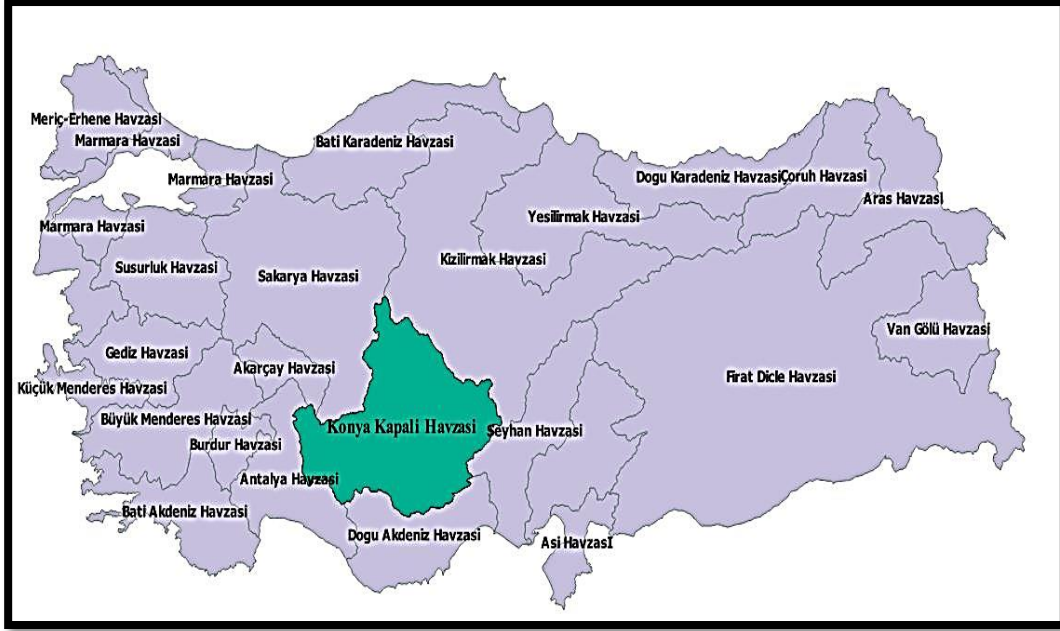 Meriç-Erhene Havzasi
Marmara Havzasi
Bati Karadeniz Havzasi
Marmara Havzasi
Dogu Karadeniz Havzasi
Çoruh Havzasi
Aras Havzasi
Yesilirmak Havzasi
Marmara Havzasi
Susurluk Havzasi
Sakarya Havzasi
Kizilirmak Havzasi
Van Gölü Havzasi
Gediz Havzasi
Akarçay Havzasi
Firat Dicle Havzasi
Küçük Menderes Havzasi
Büyük Menderes Havzasi
Konya Kapali Havzasi
Seyhan Havzasi
Burdur Havzasi
Antalya Havzasi
Bati Akdeniz Havzasi
Dogu Akdeniz Havzasi
Asi HavzasI